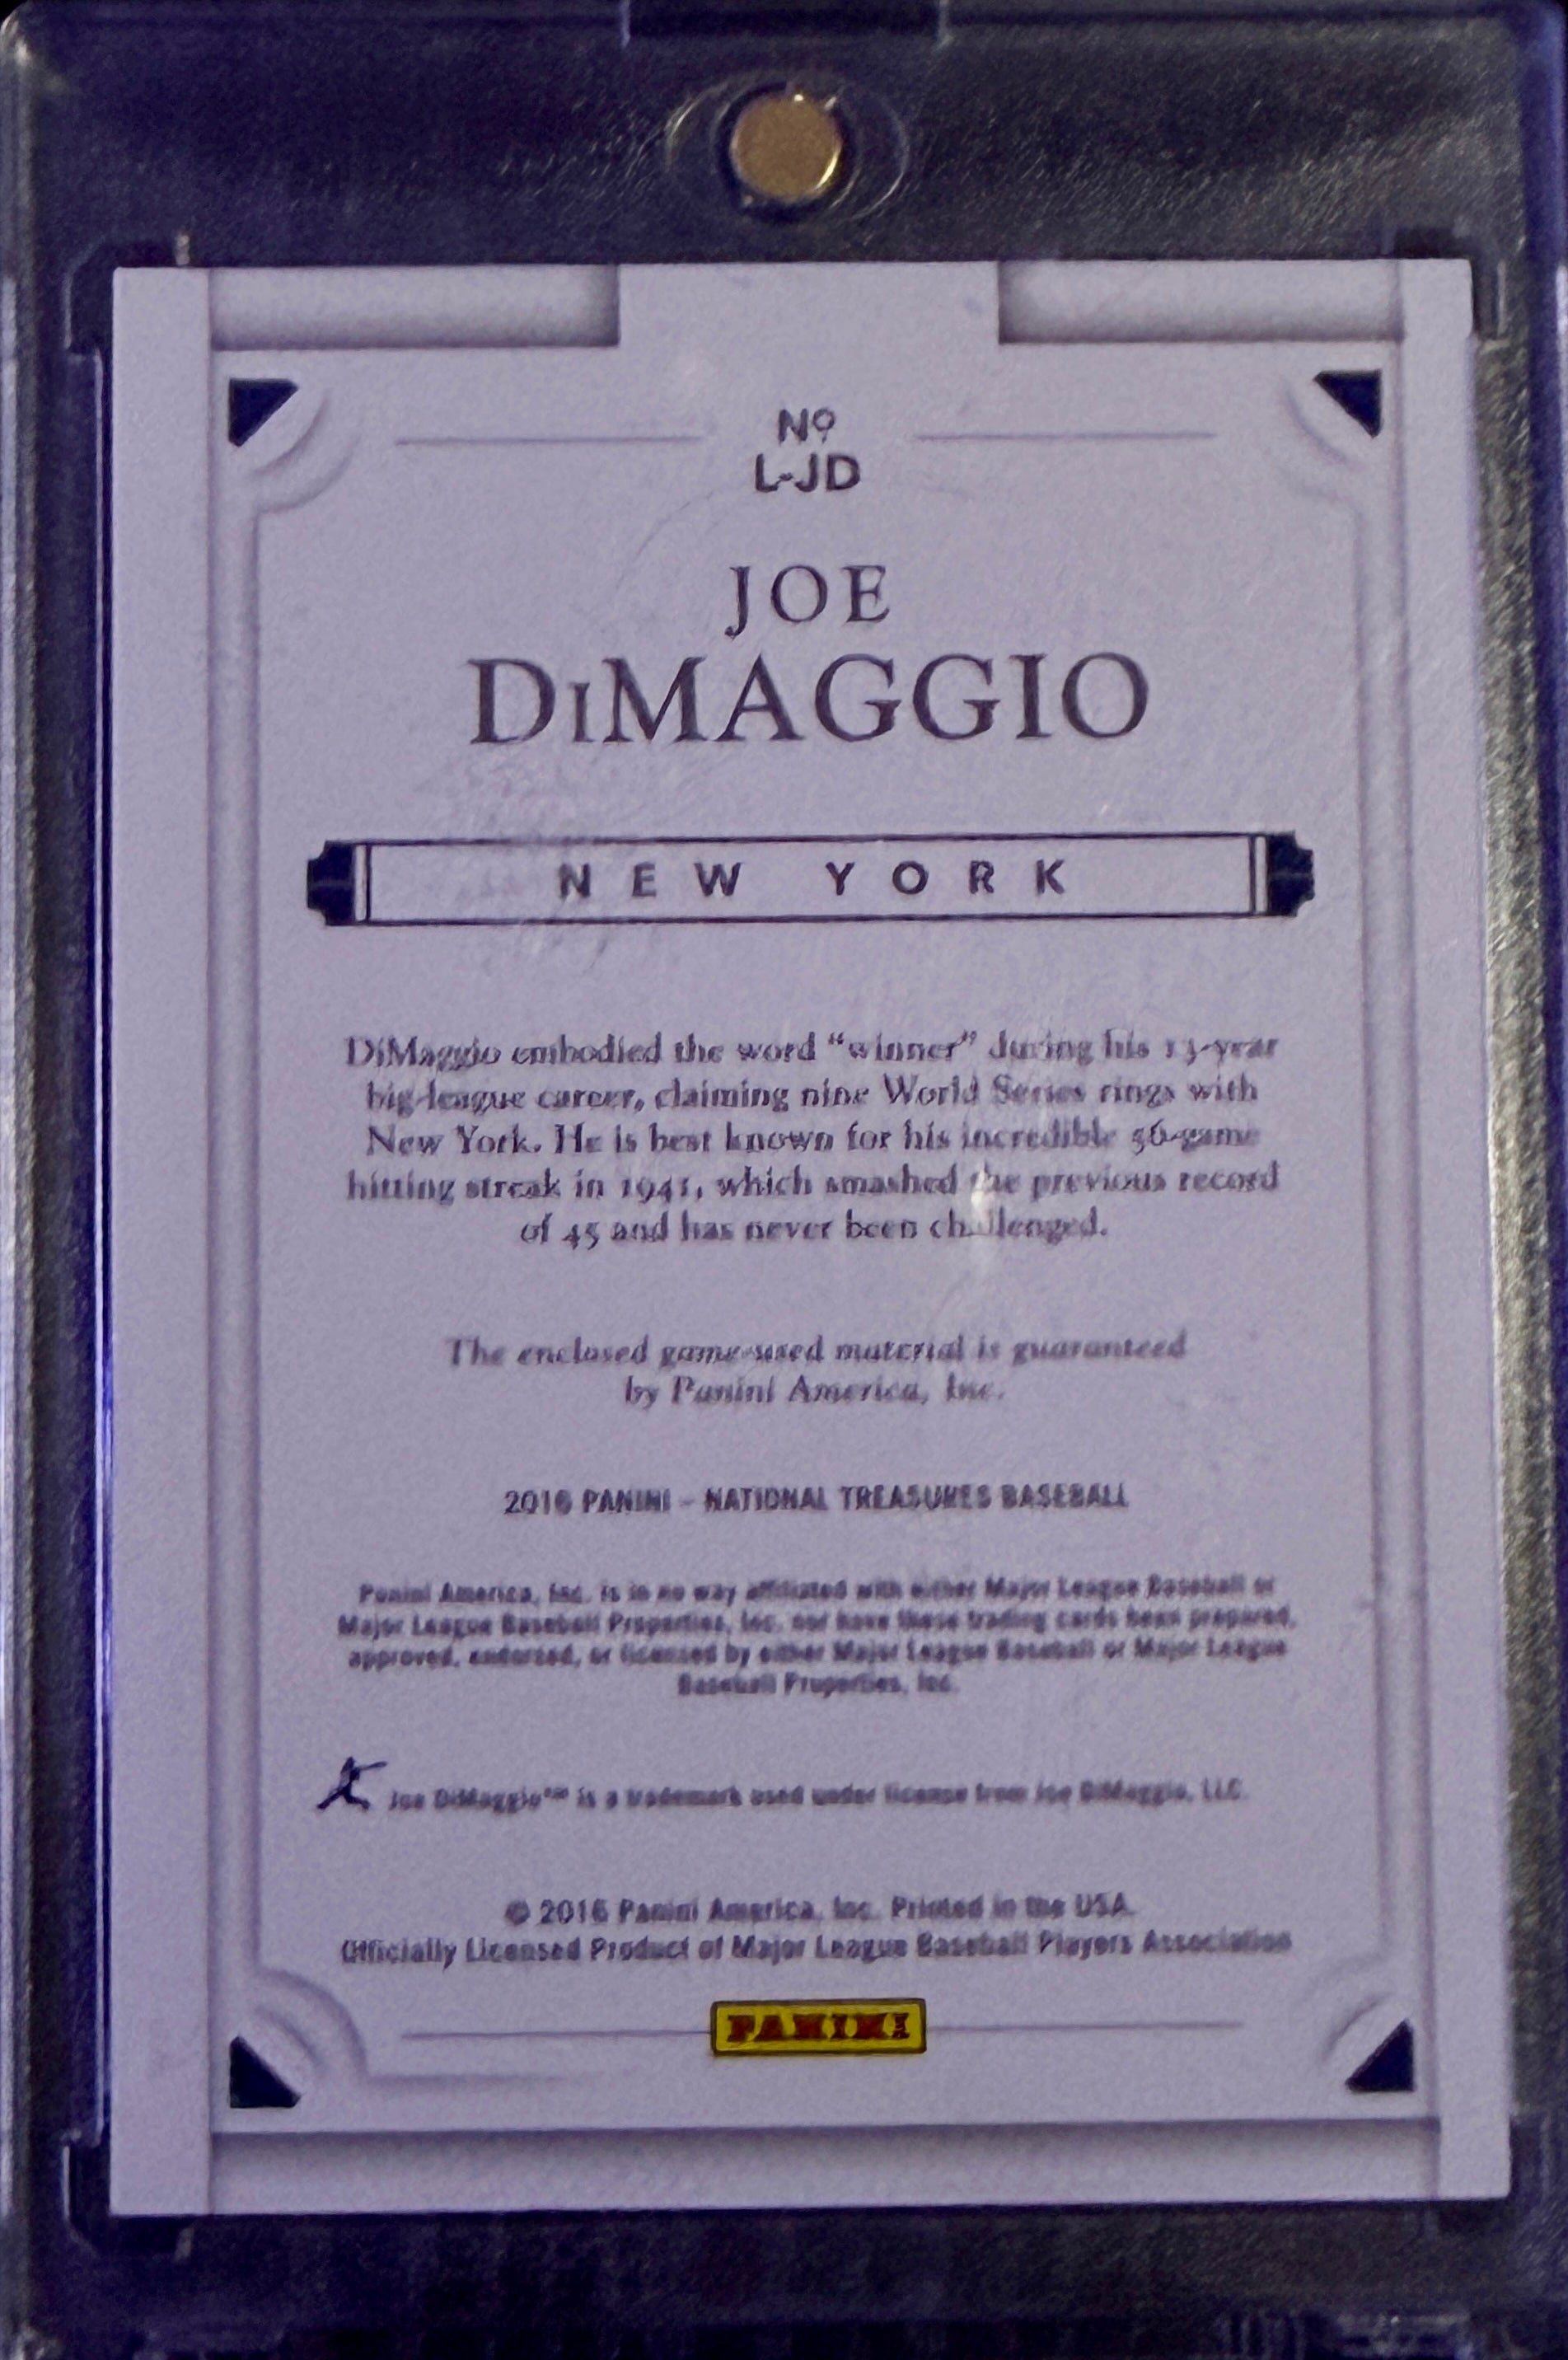 Nº
L-JD
JOE
DiMAGGIO
NEW YORK
DiMaggio embodied the word “winner” during his 13-year
big-league career, claiming nine World Series rings with
New York. He is best known for his incredible 56-game
hitting streak in 1941, which smashed the previous record
of 45 and has never been challenged.
The enclosed game-used material is guaranteed
by Panini America, Inc.
2016 PANINI – NATIONAL TREASURES BASEBALL
Panini America, Inc. is in no way affiliated with either Major League Baseball or
Major League Baseball Properties, Inc. nor have these trading cards been prepared,
approved, endorsed, or licensed by either Major League Baseball or Major League
Baseball Properties, Inc.
Joe DiMaggio™ is a trademark used under license from Joe DiMaggio, LLC.
© 2016 Panini America, Inc. Printed in the USA.
Officially Licensed Product of Major League Baseball Players Association
PANINI